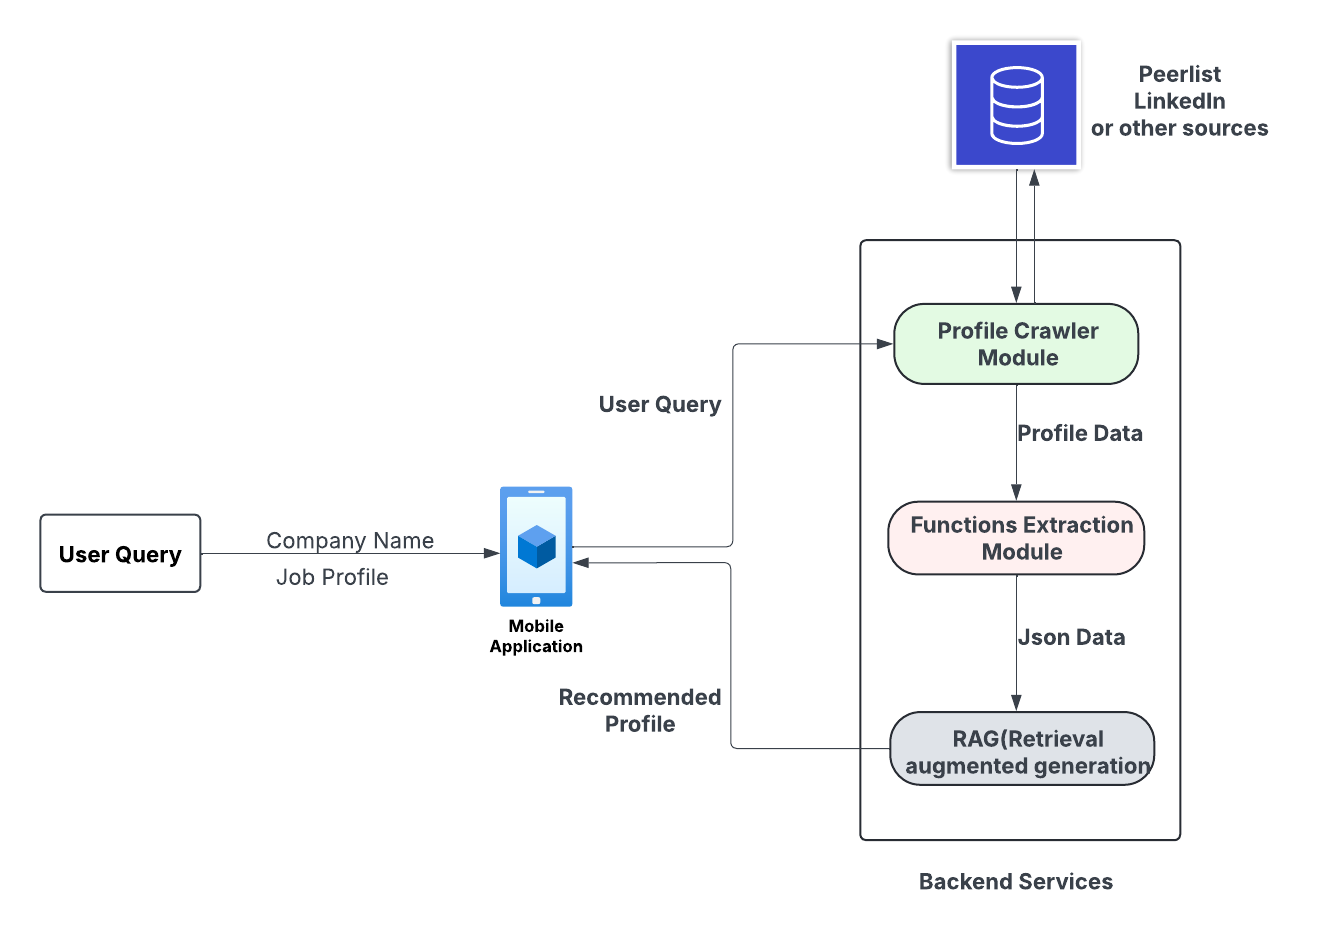 Peerlist
LinkedIn
or other sources
Profile Crawler
Module
User Query
Profile Data
Functions Extraction
Module
User Query
Company Name
Job Profile
Mobile
Application
Json Data
Recommended
Profile
RAG(Retrieval
augmented generation
Backend Services